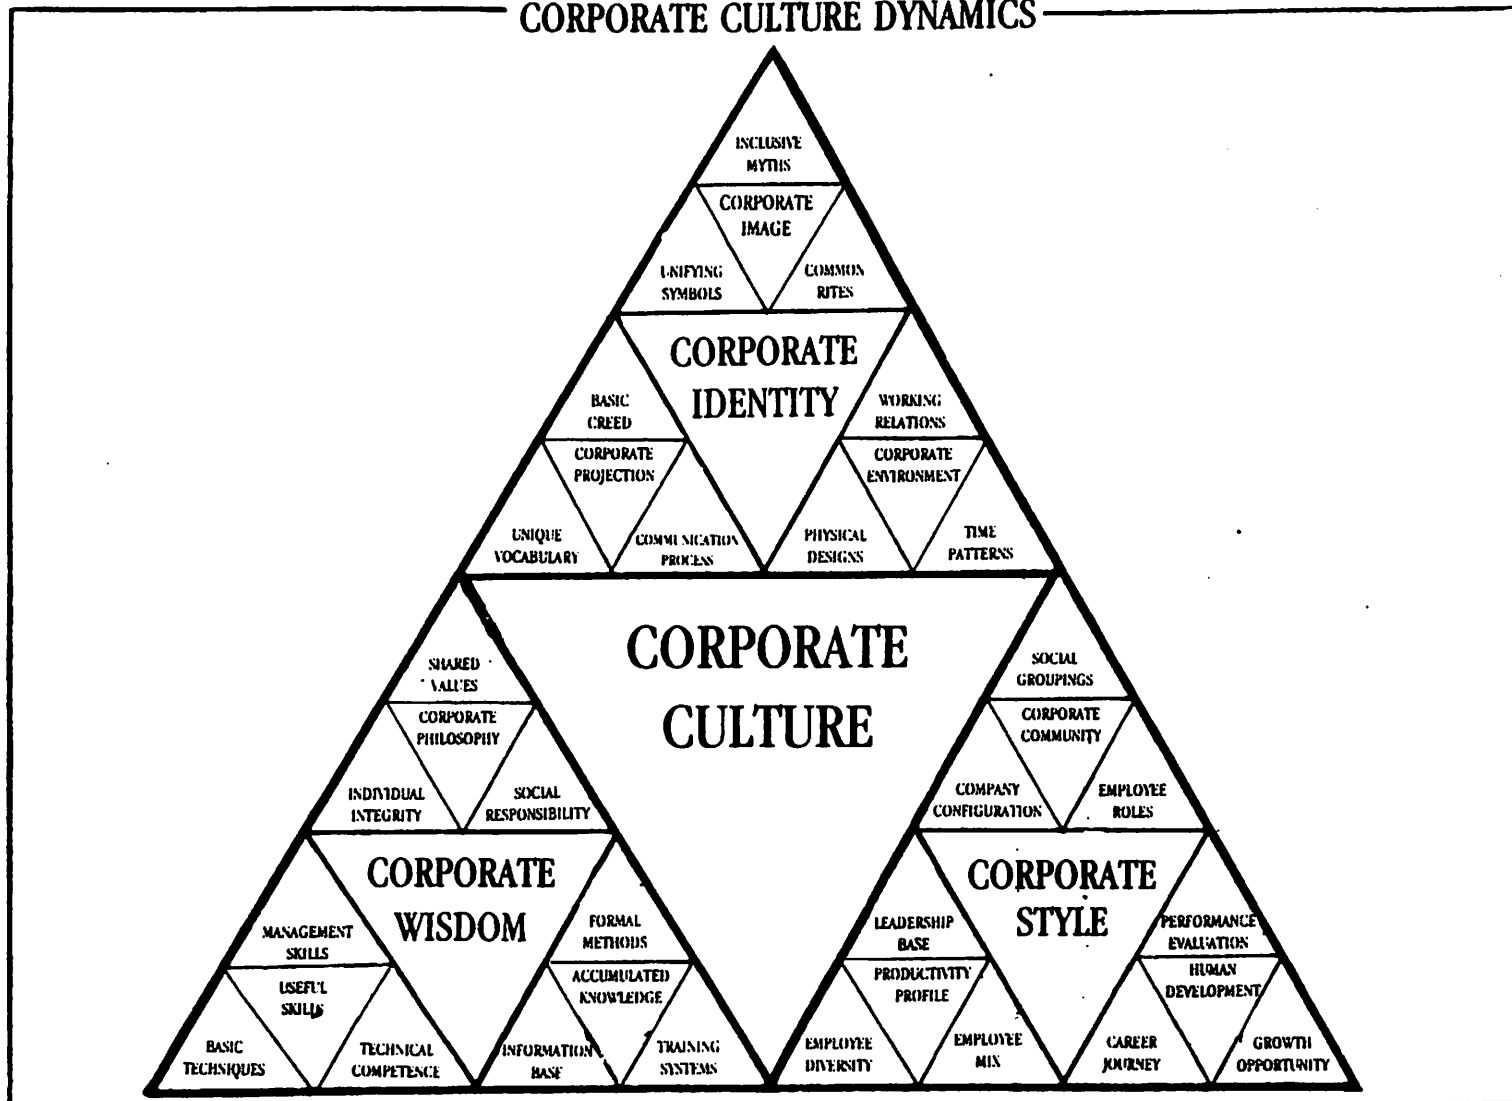 CORPORATE CULTURE DYNAMICS
INCLUSIVE
MYTHS
CORPORATE
IMAGE
UNIFYING
SYMBOLS
COMMON
RITES
CORPORATE
IDENTITY
BASIC
CREED
CORPORATE
PROJECTION
UNIQUE
VOCABULARY
COMMUNICATION
PROCESS
WORKING
RELATIONS
CORPORATE
ENVIRONMENT
PHYSICAL
DESIGNS
TIME
PATTERNS
CORPORATE
CULTURE
SHARED
VALUES
CORPORATE
PHILOSOPHY
INDIVIDUAL
INTEGRITY
SOCIAL
RESPONSIBILITY
CORPORATE
WISDOM
MANAGEMENT
SKILLS
USEFUL
SKILLS
BASIC
TECHNIQUES
TECHNICAL
COMPETENCE
FORMAL
METHODS
ACCUMULATED
KNOWLEDGE
INFORMATION
BASE
TRAINING
SYSTEMS
SOCIAL
GROUPINGS
CORPORATE
COMMUNITY
COMPANY
CONFIGURATION
EMPLOYEE
ROLES
CORPORATE
STYLE
LEADERSHIP
BASE
PRODUCTIVITY
PROFILE
EMPLOYEE
DIVERSITY
EMPLOYEE
MIX
PERFORMANCE
EVALUATION
HUMAN
DEVELOPMENT
CAREER
JOURNEY
GROWTH
OPPORTUNITY